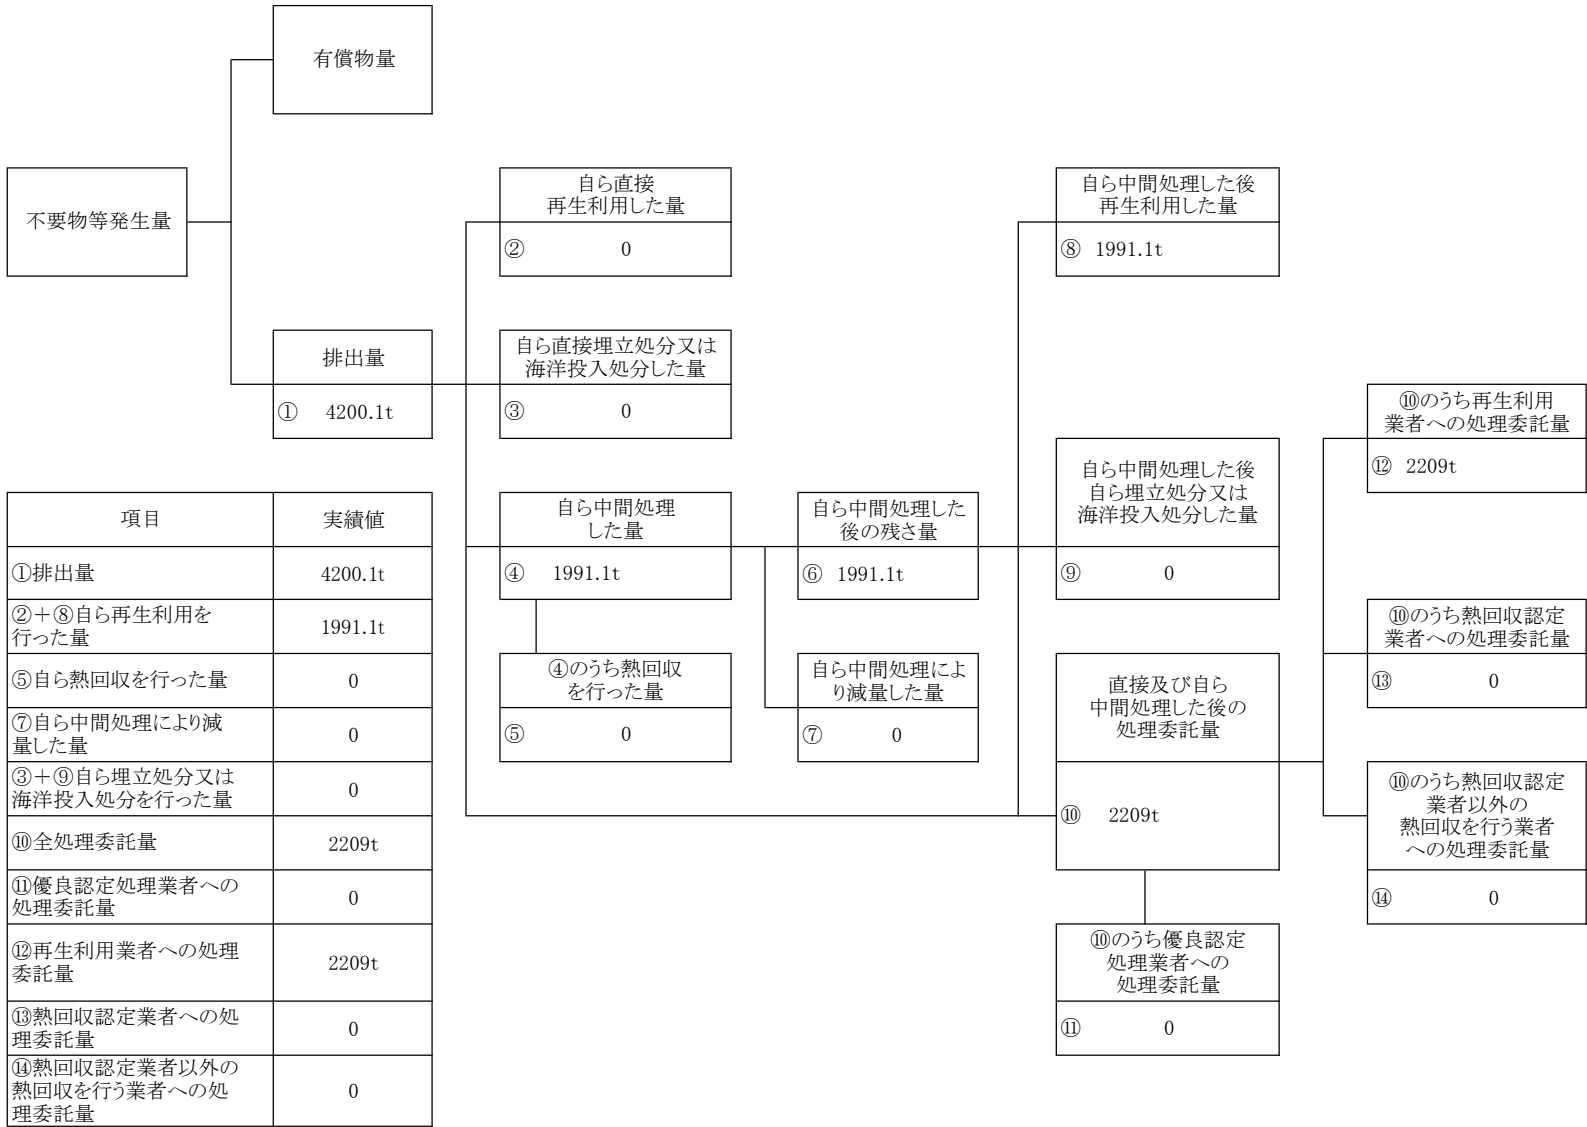 有償物量
不要物等発生量
排出量
① 4200.1t
自ら直接
再生利用した量
② 0
自ら直接埋立処分又は
海洋投入処分した量
③ 0
自ら中間処理
した量
④ 1991.1t
④のうち熱回収
を行った量
⑤ 0
自ら中間処理した
後の残さ量
⑥ 1991.1t
自ら中間処理によ
り減量した量
⑦ 0
自ら中間処理した後
再生利用した量
⑧ 1991.1t
自ら中間処理した後
自ら埋立処分又は
海洋投入処分した量
⑨ 0
直接及び自ら
中間処理した後の
処理委託量
⑩ 2209t
⑩のうち優良認定
処理業者への
処理委託量
⑪ 0
⑩のうち再生利用
業者への処理委託量
⑫ 2209t
⑩のうち熱回収認定
業者への処理委託量
⑬ 0
⑩のうち熱回収認定
業者以外の
熱回収を行う業者
への処理委託量
⑭ 0
項目 実績値
①排出量 4200.1t
②＋⑧自ら再生利用を
行った量 1991.1t
⑤自ら熱回収を行った量 0
⑦自ら中間処理により減
量した量 0
③＋⑨自ら埋立処分又は
海洋投入処分を行った量 0
⑩全処理委託量 2209t
⑪優良認定処理業者への
処理委託量 0
⑫再生利用業者への処理
委託量 2209t
⑬熱回収認定業者への処
理委託量 0
⑭熱回収認定業者以外の
熱回収を行う業者への処
理委託量 0